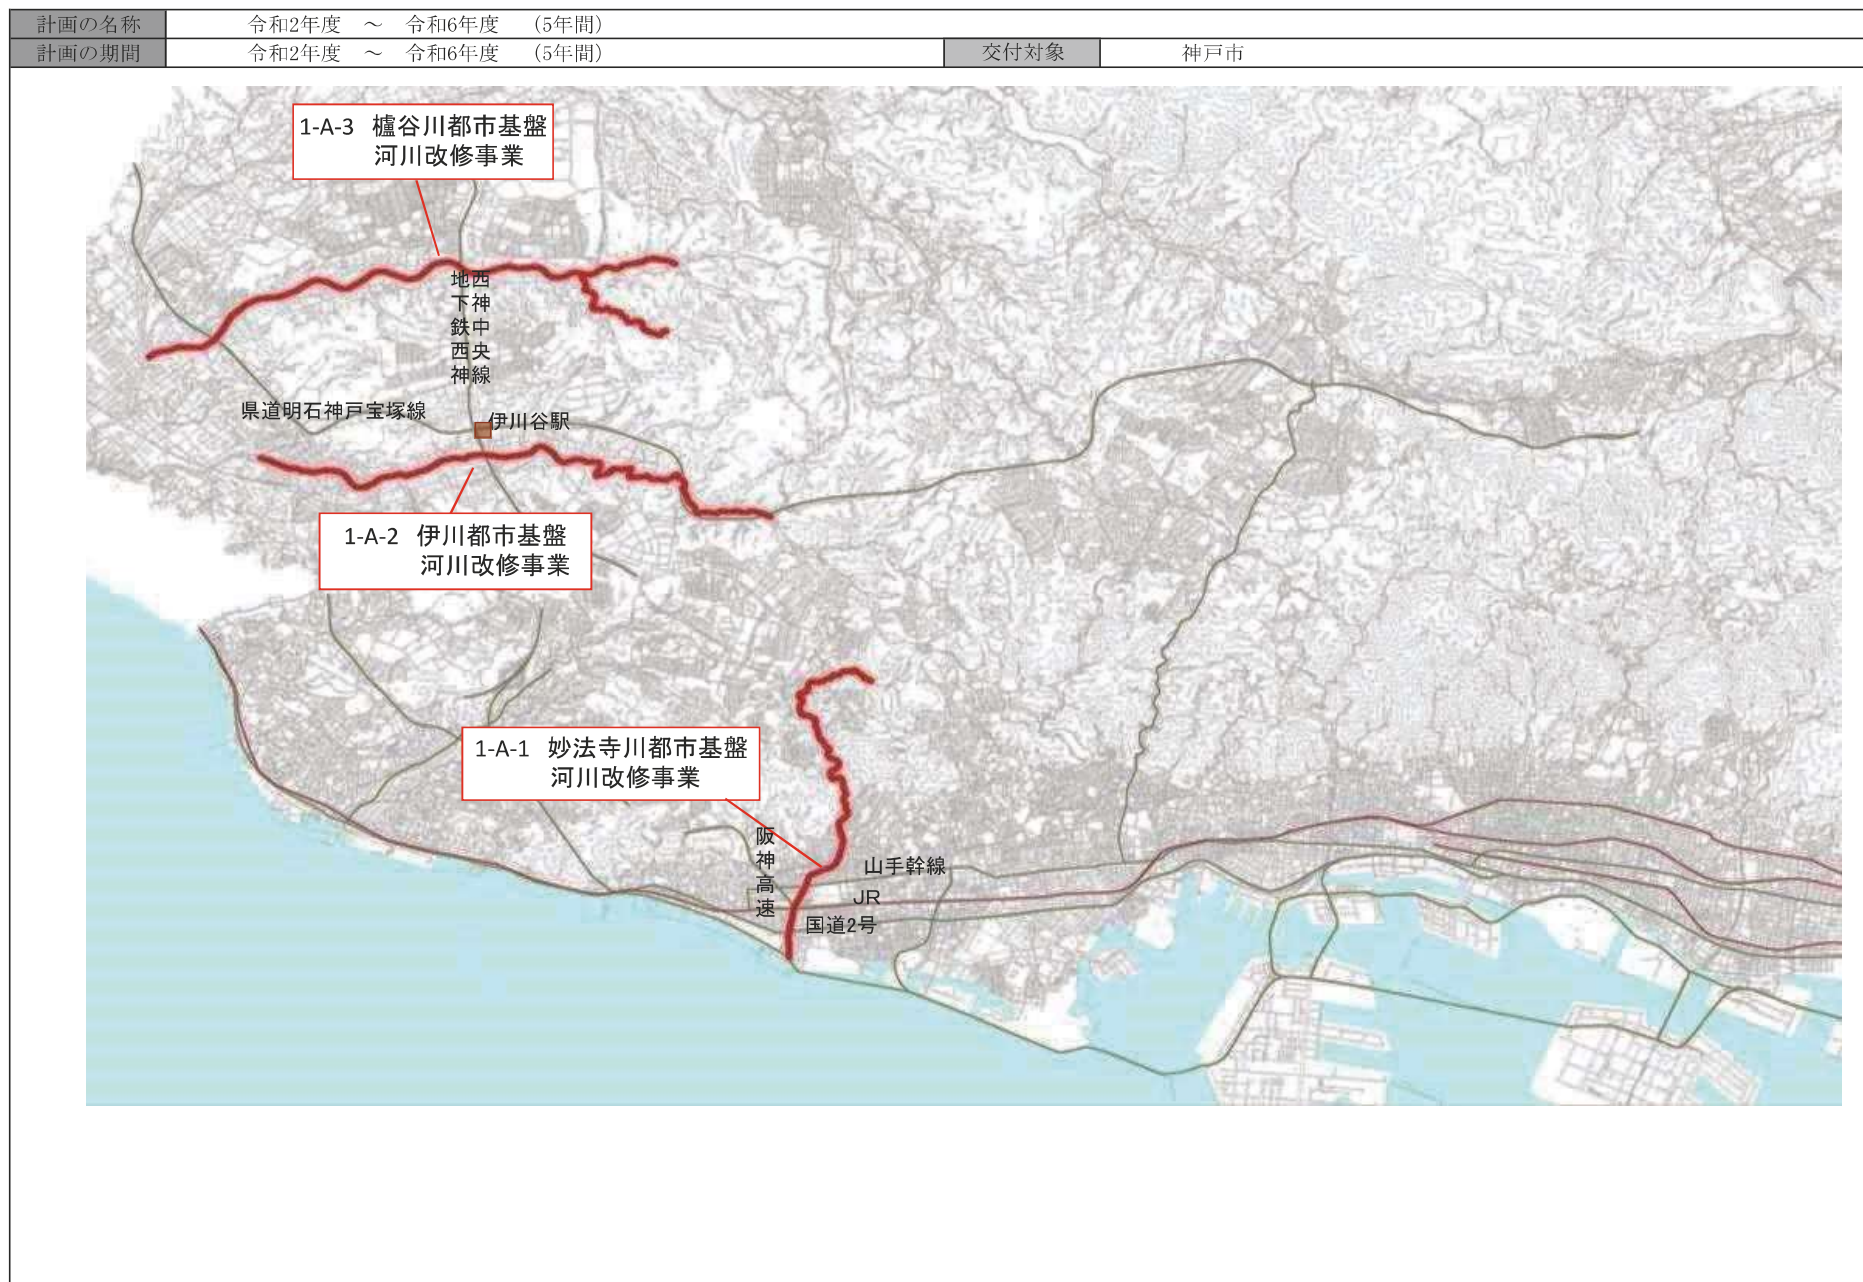 計画の名称 令和2年度 ～ 令和6年度 （5年間）
計画の期間 令和2年度 ～ 令和6年度 （5年間） 交付対象 神戸市
1-A-3 櫨谷川都市基盤
河川改修事業
西神中央線
地下鉄西神
県道明石神戸宝塚線
伊川谷駅
1-A-2 伊川都市基盤
河川改修事業
1-A-1 妙法寺川都市基盤
河川改修事業
阪神高速
山手幹線
JR
国道2号